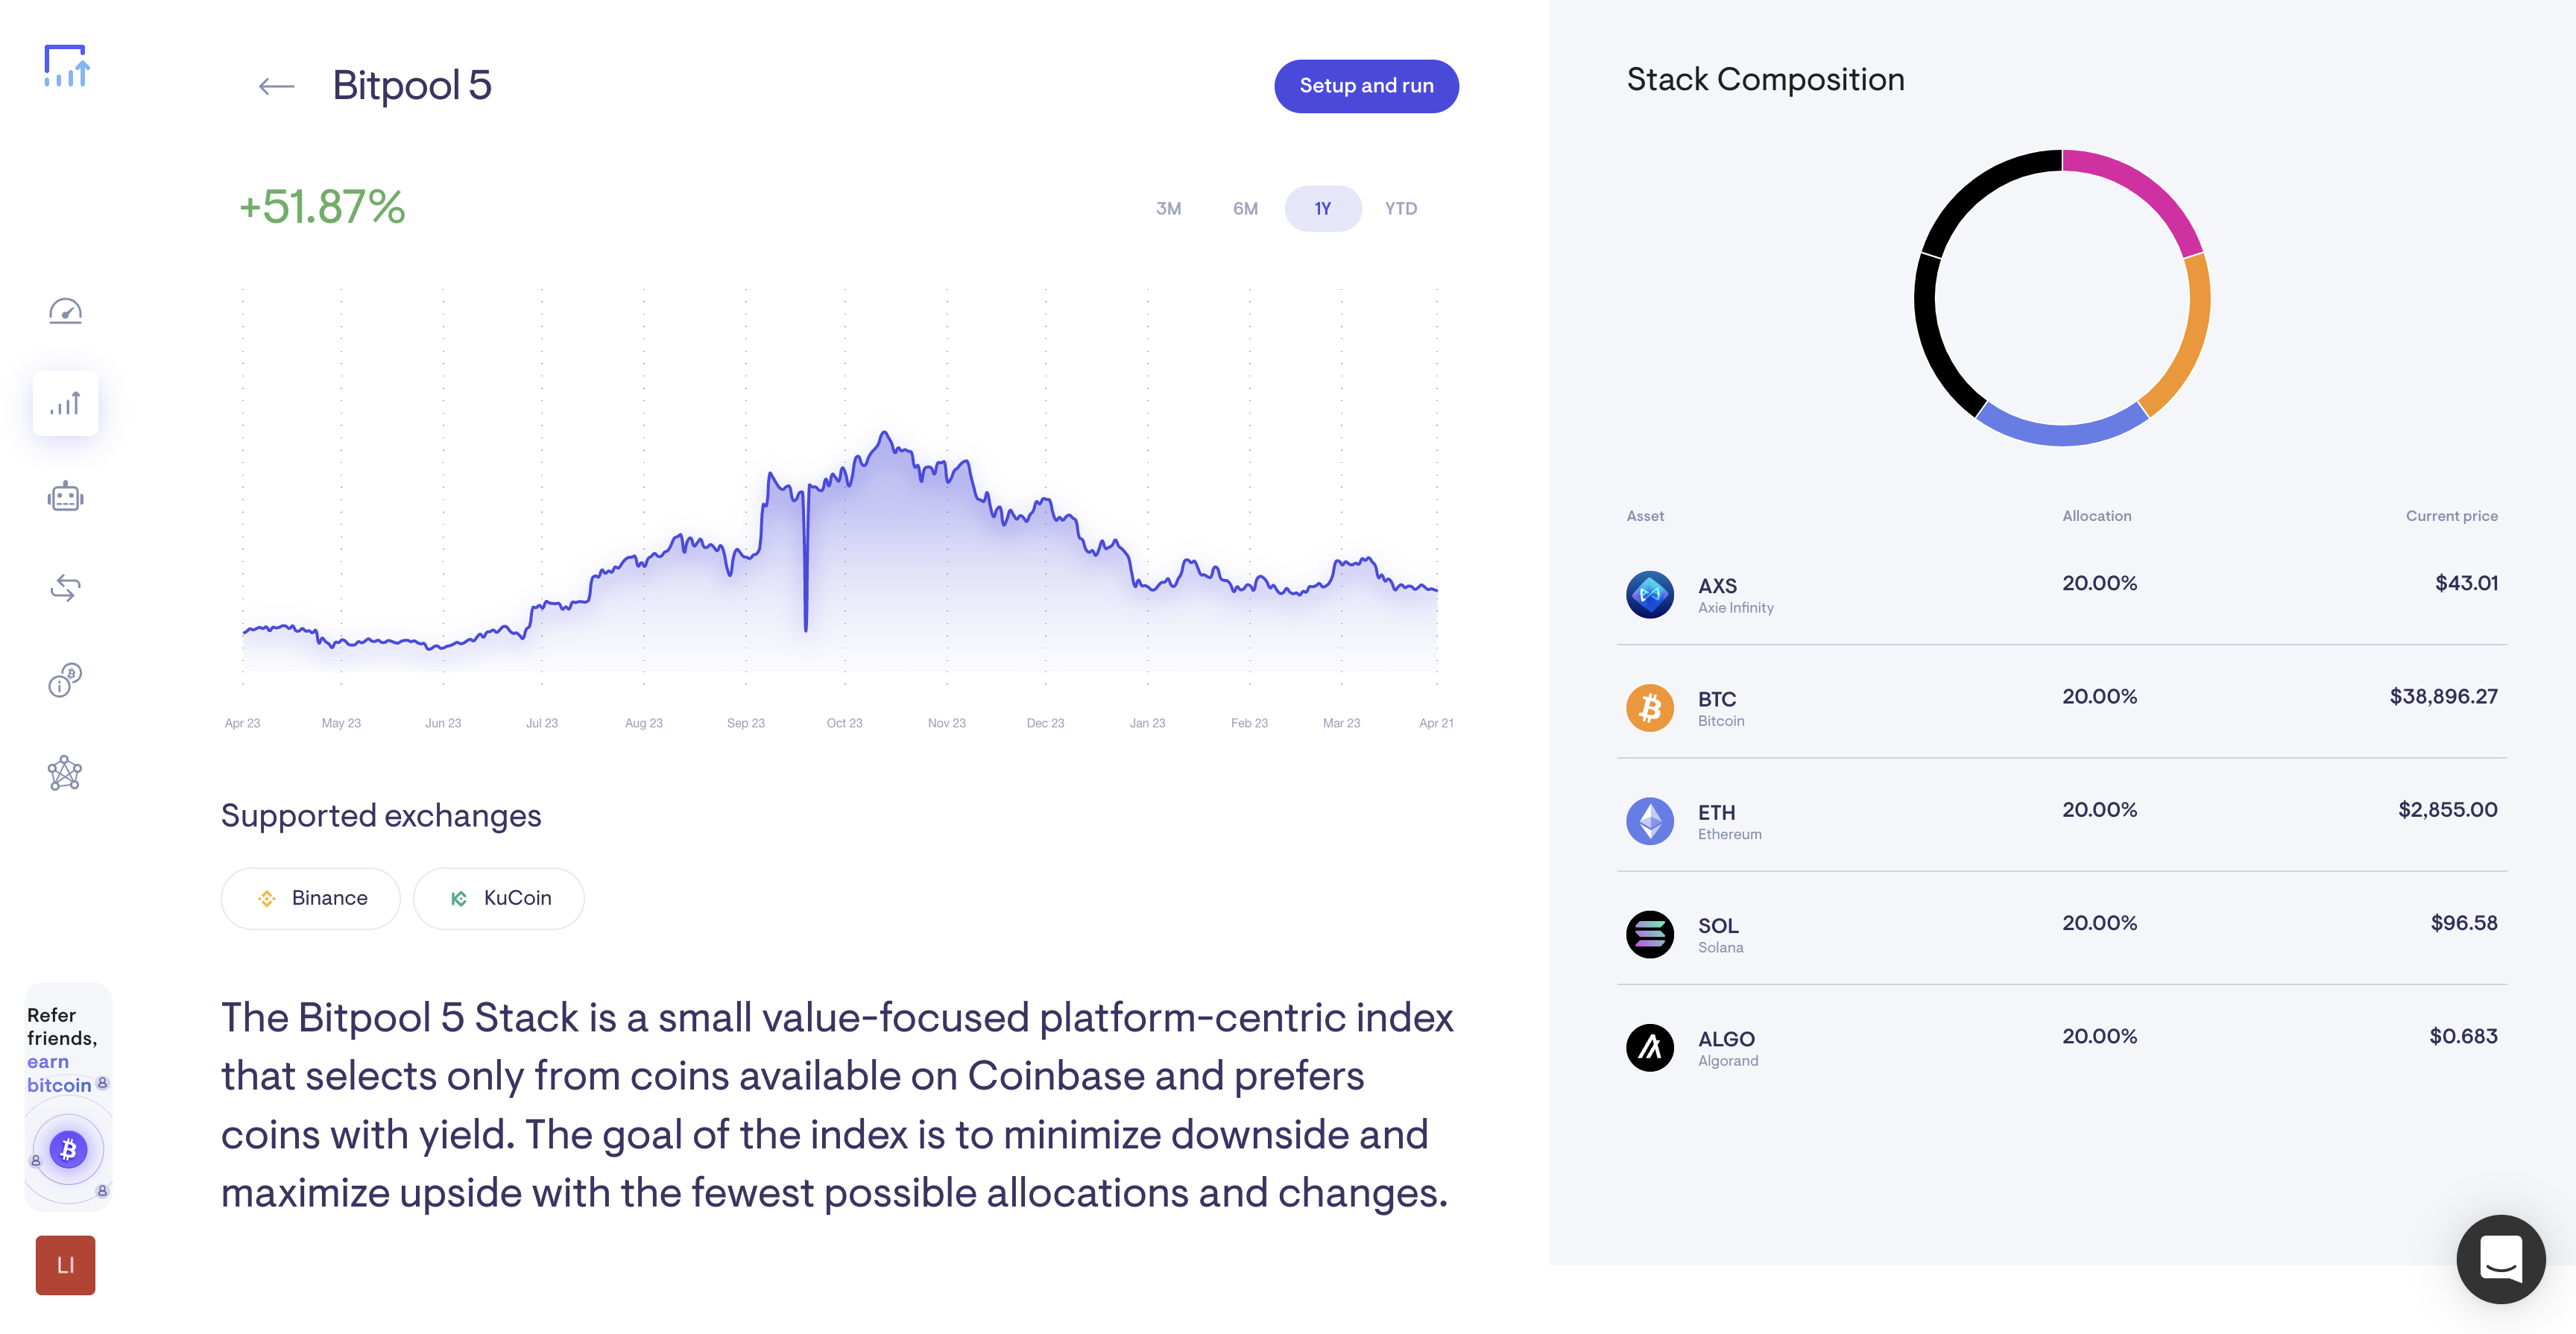 Bitpool 5
Setup and run
+51.87%
3M 6M 1Y YTD
Apr 23 May 23 Jun 23 Jul 23 Aug 23 Sep 23 Oct 23 Nov 23 Dec 23 Jan 23 Feb 23 Mar 23 Apr 21
Supported exchanges
Binance KuCoin
The Bitpool 5 Stack is a small value-focused platform-centric index
that selects only from coins available on Coinbase and prefers
coins with yield. The goal of the index is to minimize downside and
maximize upside with the fewest possible allocations and changes.
Refer
friends,
earn
bitcoin
LI
Stack Composition
Asset Allocation Current price
AXS 20.00% $43.01
Axie Infinity
BTC 20.00% $38,896.27
Bitcoin
ETH 20.00% $2,855.00
Ethereum
SOL 20.00% $96.58
Solana
ALGO 20.00% $0.683
Algorand